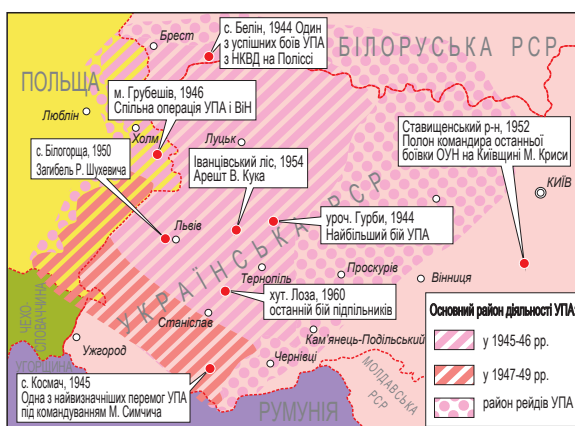 с. Белін, 1944 Один
з успішних боїв УПА
з НКВД на Поліссі
Брест
БІЛОРУСЬКА РСР
ПОЛЬЩА
м. Грубешів, 1946
Спільна операція УПА і ВіН
Люблін
Холм
Луцьк
Ставищенський р-н, 1952
Полон командира останньої
боївки ОУН на Київщині М. Криси
с. Білогорща, 1950
Загибель Р. Шухевича
Іванцівський ліс, 1954
Арешт В. Кука
КИЇВ
уроч. Гурби, 1944
Найбільший бій УПА
Львів
УКРАЇНСЬКА РСР
Тернопіль
Проскурів
Вінниця
хут. Лоза, 1960
останній бій підпільників
ЧЕХО-
СЛОВАЧЧИНА
Станіслав
Кам'янець-Подільський
Ужгород
УГОРЩИНА
Чернівці
МОЛДАВСЬКА
РСР
с. Космач, 1945
Одна з найвизначніших перемог УПА
під командуванням М. Симчича
РУМУНІЯ
Основний район діяльності УПА:
у 1945-46 рр.
у 1947-49 рр.
район рейдів УПА